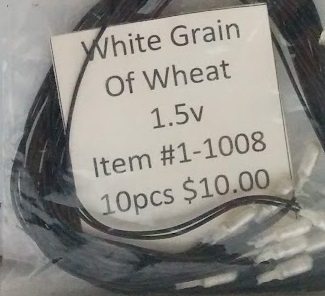 White Grain
Of Wheat
1.5v
Item #1-1008
10pcs $10.00